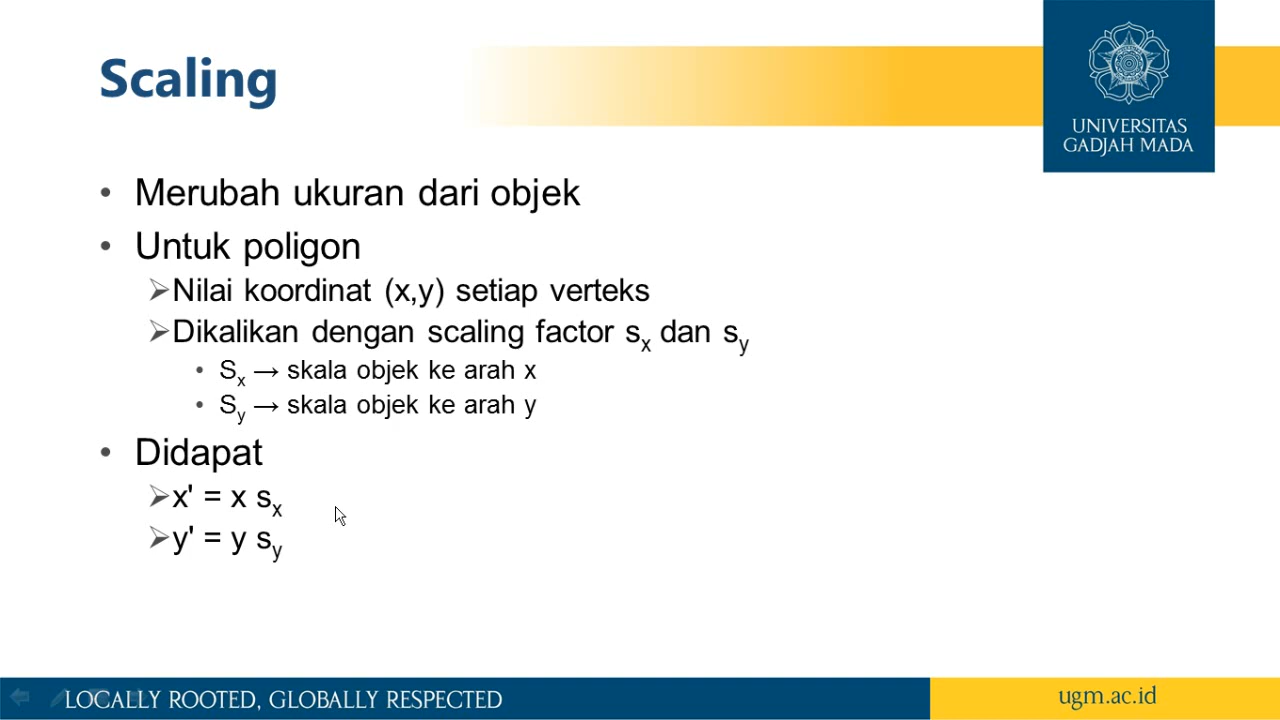 Scaling
UNIVERSITAS
GADJAH MADA
• Merubah ukuran dari objek
• Untuk poligon
➢Nilai koordinat (x,y) setiap verteks
➢Dikalikan dengan scaling factor sx dan sy
• Sx → skala objek ke arah x
• Sy → skala objek ke arah y
• Didapat
➢x' = x sx
➢y' = y sy
LOCALLY ROOTED, GLOBALLY RESPECTED
ugm.ac.id